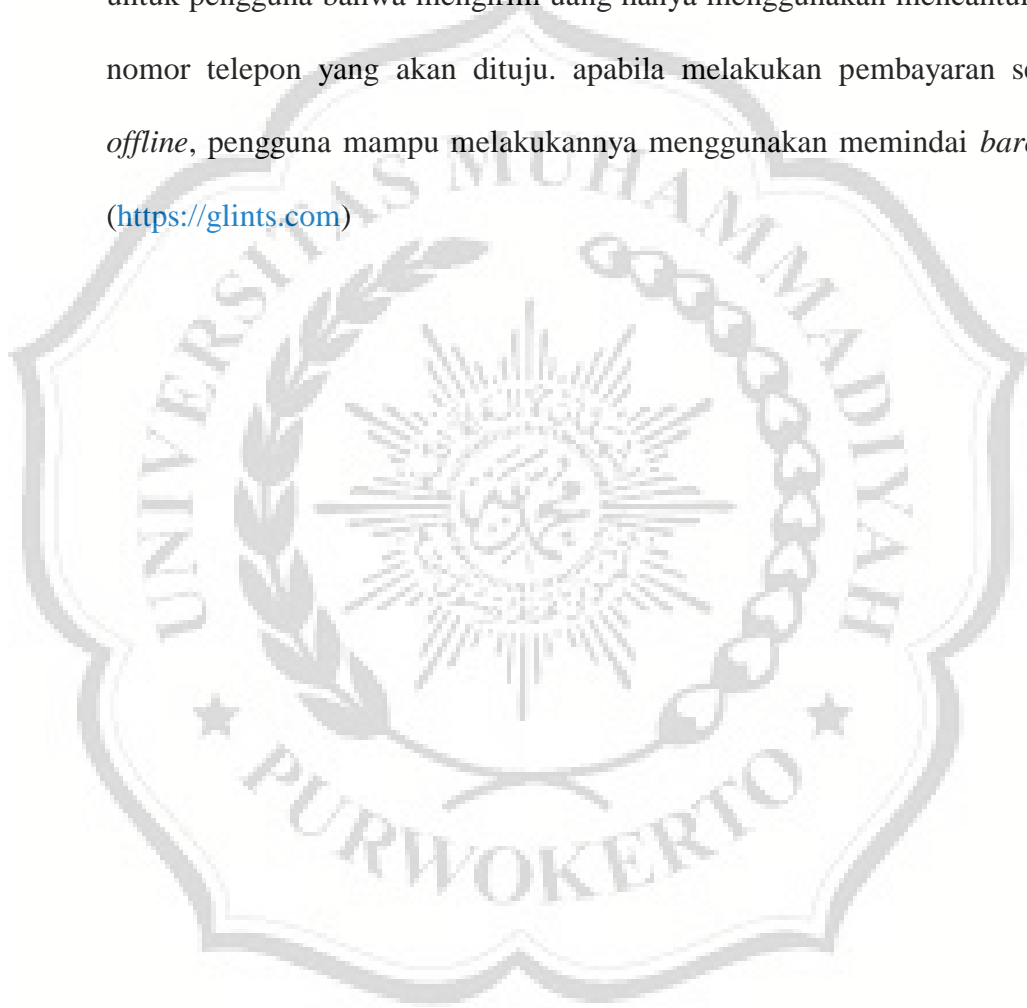 untuk pengguna bahwa mengirim uang hanya menggunakan
nomor telepon yang akan dituju. apabila melakukan pembayaran
offline, pengguna mampu melakukannya menggunakan memindai
(https://glints.com)
UNIVERSITAS MUHAMMADIYAH
PURWOKERTO